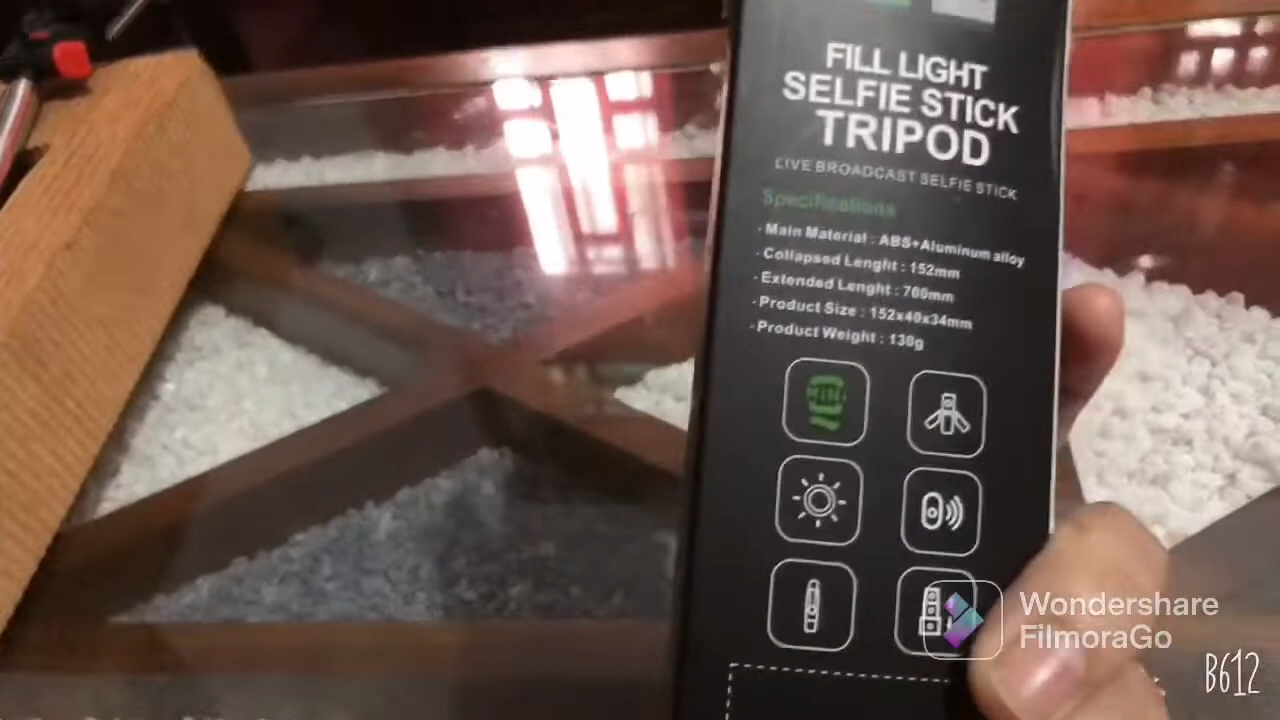 FILL LIGHT
SELFIE STICK
TRIPOD
LIVE BROADCAST SELFIE STICK
Specifications
· Main Material : ABS+Aluminum alloy
· Collapsed Lenght : 152mm
· Extended Lenght : 700mm
· Product Size : 152x40x34mm
· Product Weight : 130g
MINI
Wondershare
FilmoraGo
B612